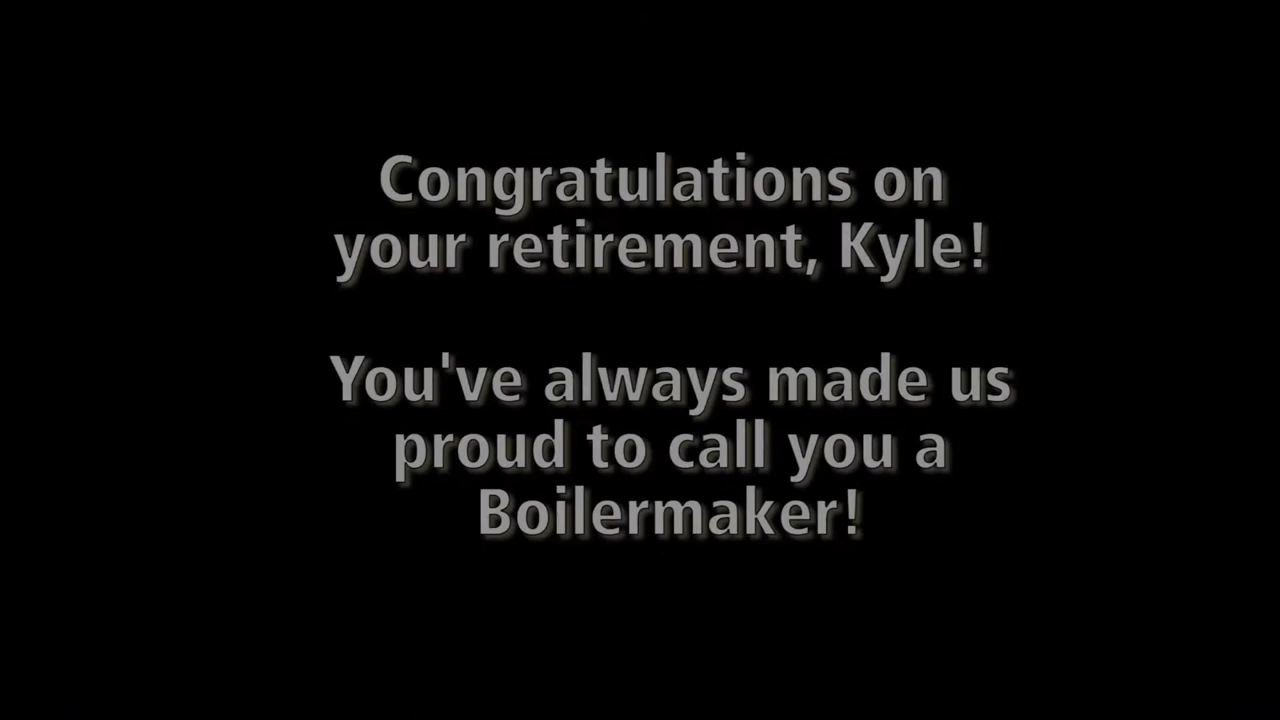 Congratulations on
your retirement, Kyle!
You've always made us
proud to call you a
Boilermaker!